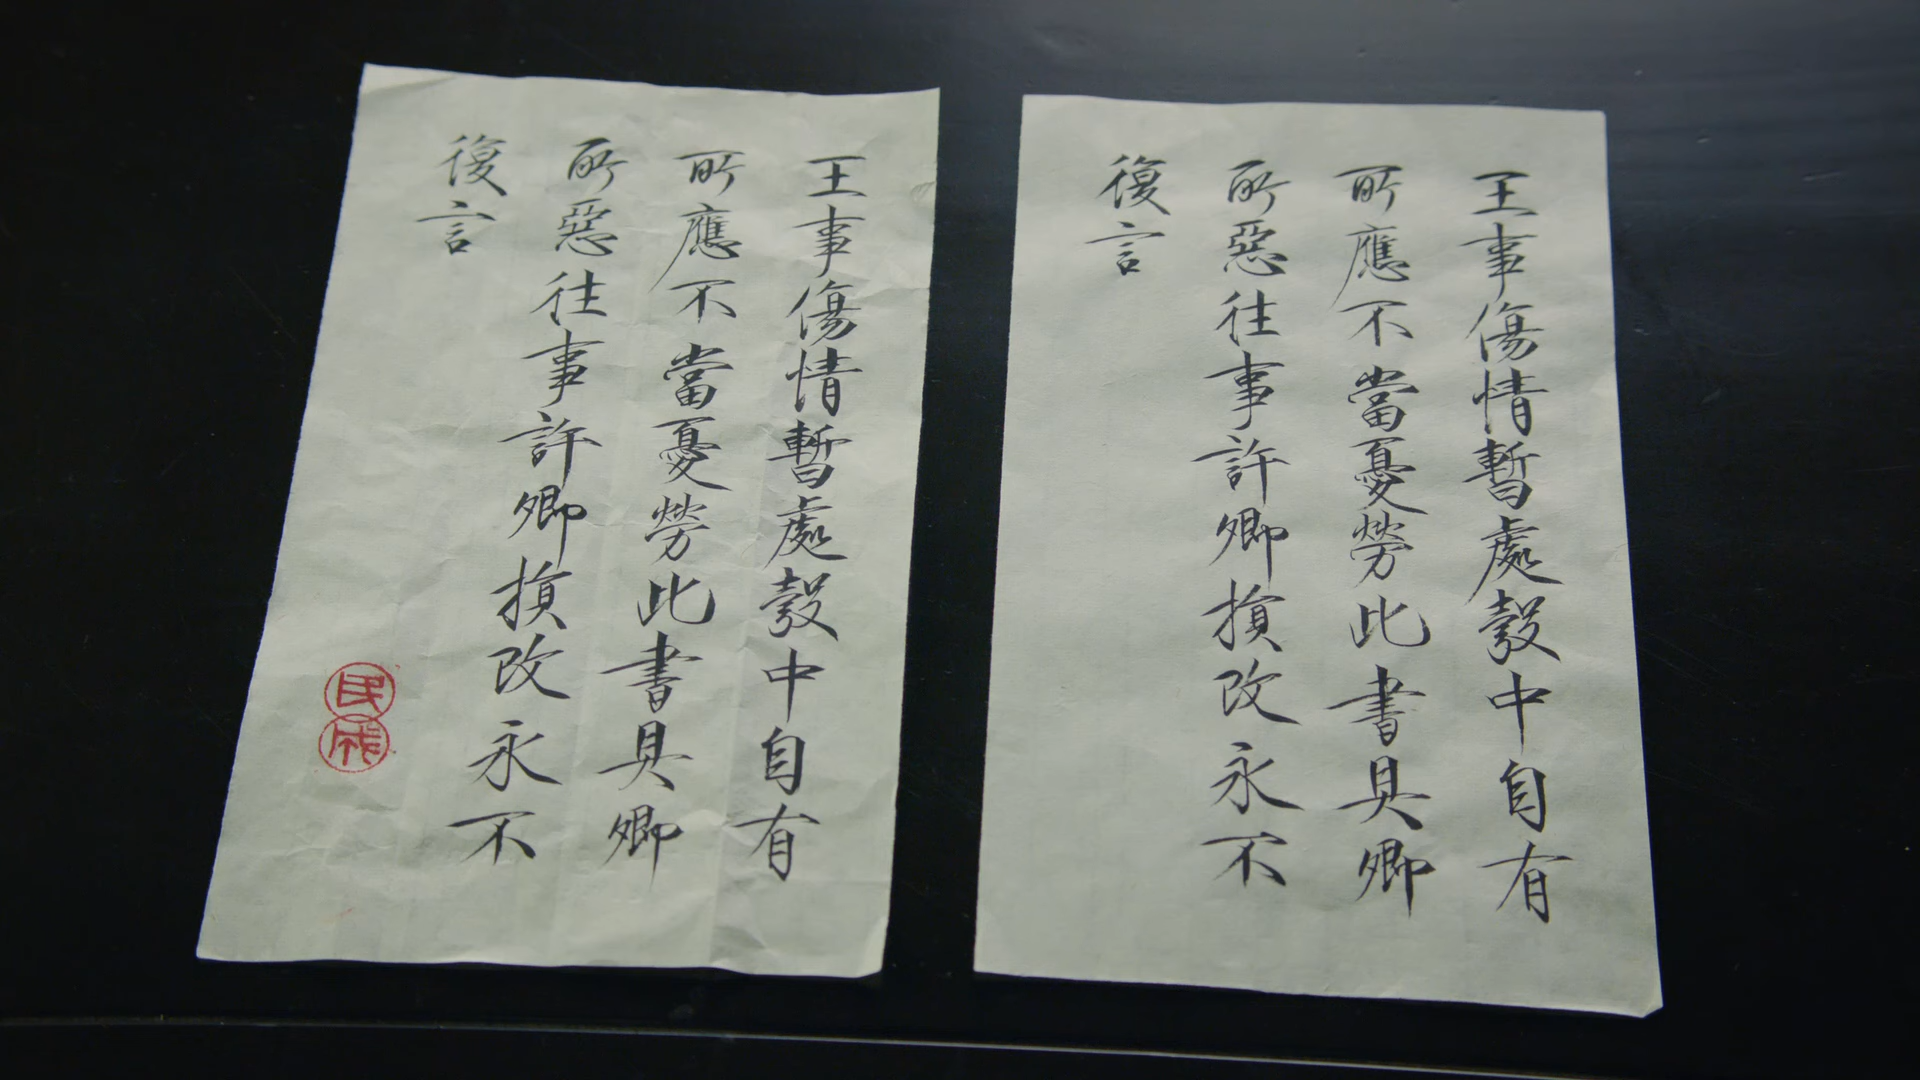 王事傷情暫處彀中自有
所應不當憂勞此書具卿
所惡往事許卿損改永不
復言
王事傷情暫處彀中自有
所應不當憂勞此書具卿
所惡往事許卿損改永不
復言
民